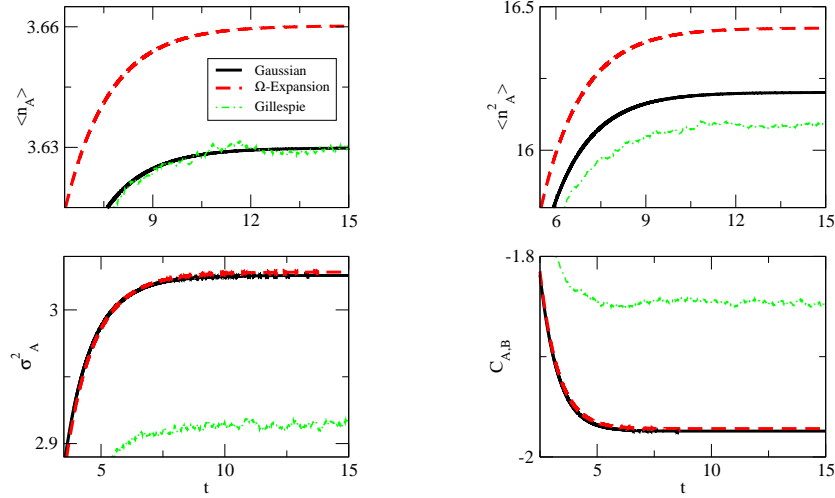 3.66
3.63
<n_A>
9
12
15
Gaussian
Ω-Expansion
Gillespie
16.5
16
<n²_A>
6
9
12
15
3
2.9
σ²_A
5
10
15
t
-1.8
-2
C_A,B
5
10
15
t